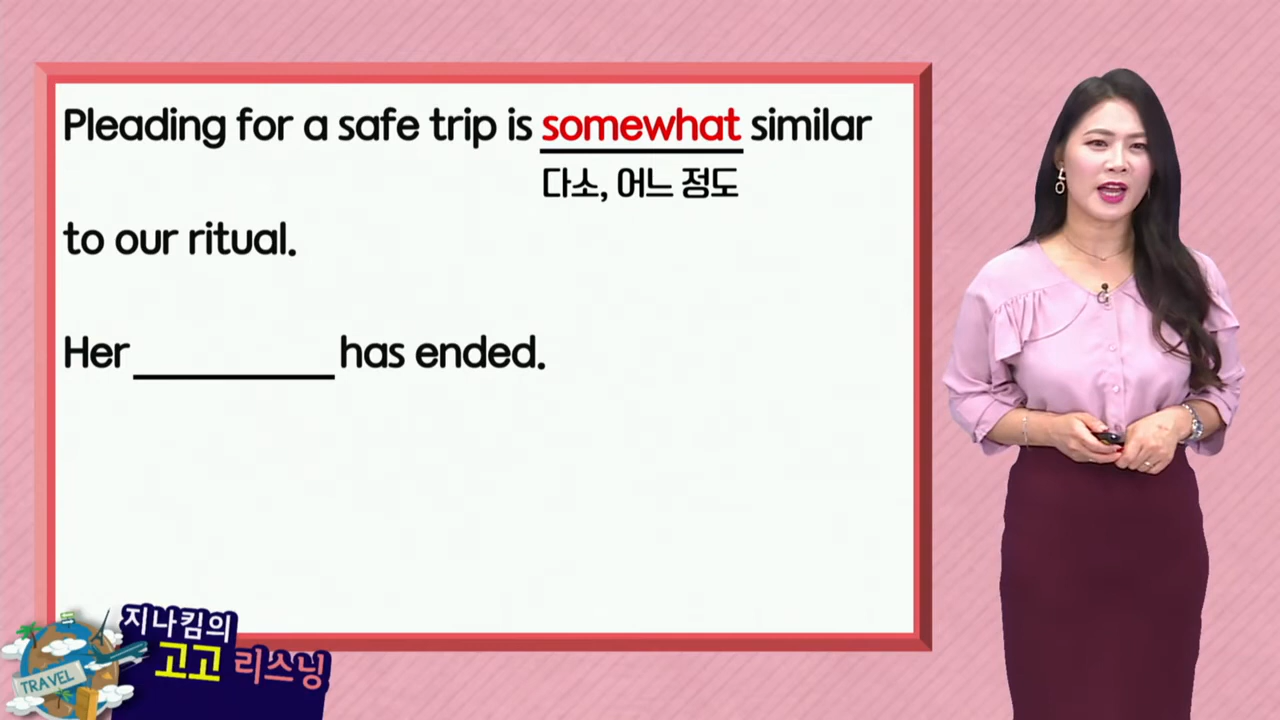 Pleading for a safe trip is somewhat similar
다소, 어느 정도
to our ritual.
Her __________ has ended.
지나킴의
고고 리스닝
TRAVEL